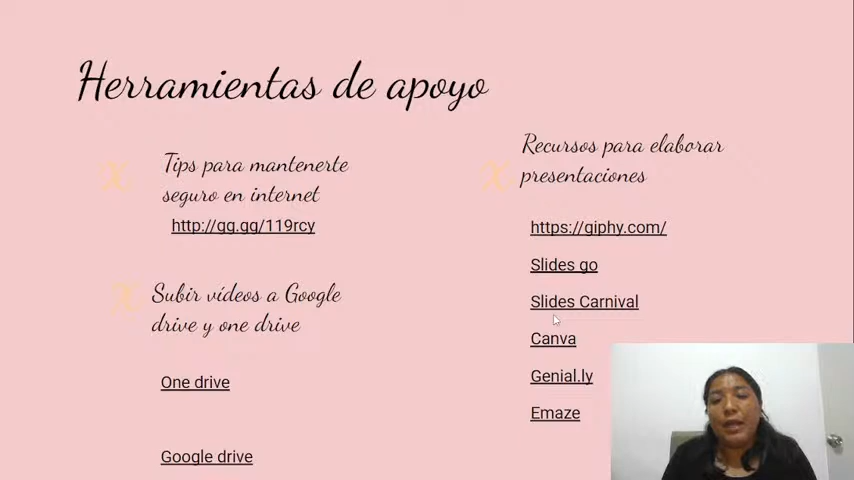 Herramientas de apoyo
Tips para mantenerte
seguro en internet
http://gg.gg/119rcy
Subir vídeos a Google
drive y one drive
One drive
Google drive
Recursos para elaborar
presentaciones
https://giphy.com/
Slides go
Slides Carnival
Canva
Genial.ly
Emaze